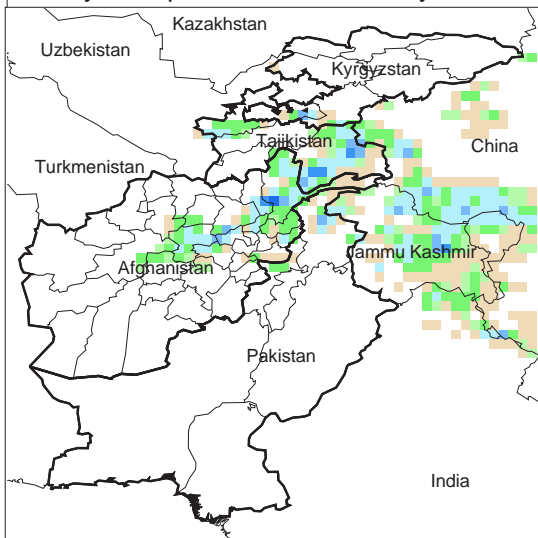 Kazakhstan
Uzbekistan
Kyrgyzstan
Tajikistan
China
Turkmenistan
Jammu Kashmir
Afghanistan
Pakistan
India